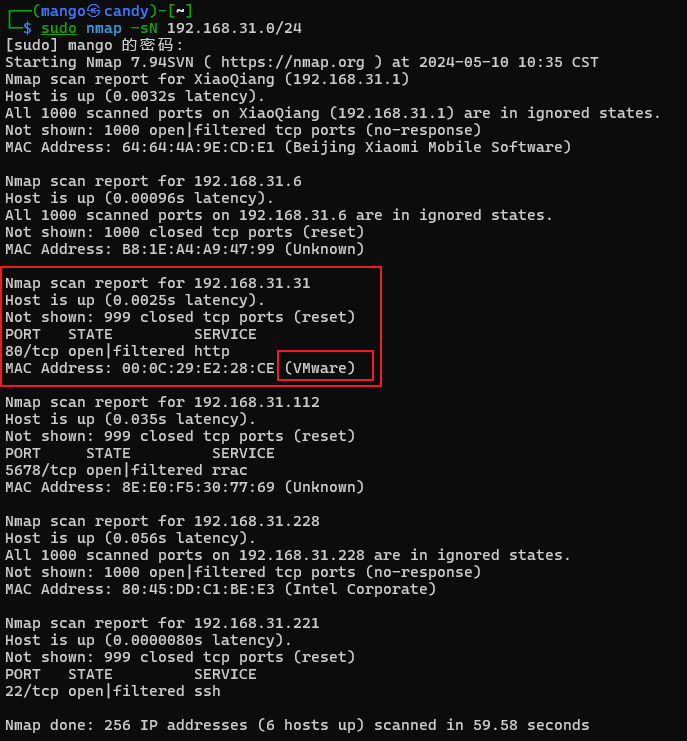 ┌──(mango㉿candy)-[~]
└─$ sudo nmap -sN 192.168.31.0/24
[sudo] mango 的密码：
Starting Nmap 7.94SVN ( https://nmap.org ) at 2024-05-10 10:35 CST
Nmap scan report for XiaoQiang (192.168.31.1)
Host is up (0.0032s latency).
All 1000 scanned ports on XiaoQiang (192.168.31.1) are in ignored states.
Not shown: 1000 open|filtered tcp ports (no-response)
MAC Address: 64:64:4A:9E:CD:E1 (Beijing Xiaomi Mobile Software)

Nmap scan report for 192.168.31.6
Host is up (0.00096s latency).
All 1000 scanned ports on 192.168.31.6 are in ignored states.
Not shown: 1000 closed tcp ports (reset)
MAC Address: B8:1E:A4:A9:47:99 (Unknown)

Nmap scan report for 192.168.31.31
Host is up (0.0025s latency).
Not shown: 999 closed tcp ports (reset)
PORT   STATE         SERVICE
80/tcp open|filtered http
MAC Address: 00:0C:29:E2:28:CE (VMware)

Nmap scan report for 192.168.31.112
Host is up (0.035s latency).
Not shown: 999 closed tcp ports (reset)
PORT     STATE         SERVICE
5678/tcp open|filtered rrac
MAC Address: 8E:E0:F5:30:77:69 (Unknown)

Nmap scan report for 192.168.31.228
Host is up (0.056s latency).
All 1000 scanned ports on 192.168.31.228 are in ignored states.
Not shown: 1000 open|filtered tcp ports (no-response)
MAC Address: 80:45:DD:C1:BE:E3 (Intel Corporate)

Nmap scan report for 192.168.31.221
Host is up (0.0000080s latency).
Not shown: 999 closed tcp ports (reset)
PORT   STATE         SERVICE
22/tcp open|filtered ssh

Nmap done: 256 IP addresses (6 hosts up) scanned in 59.58 seconds